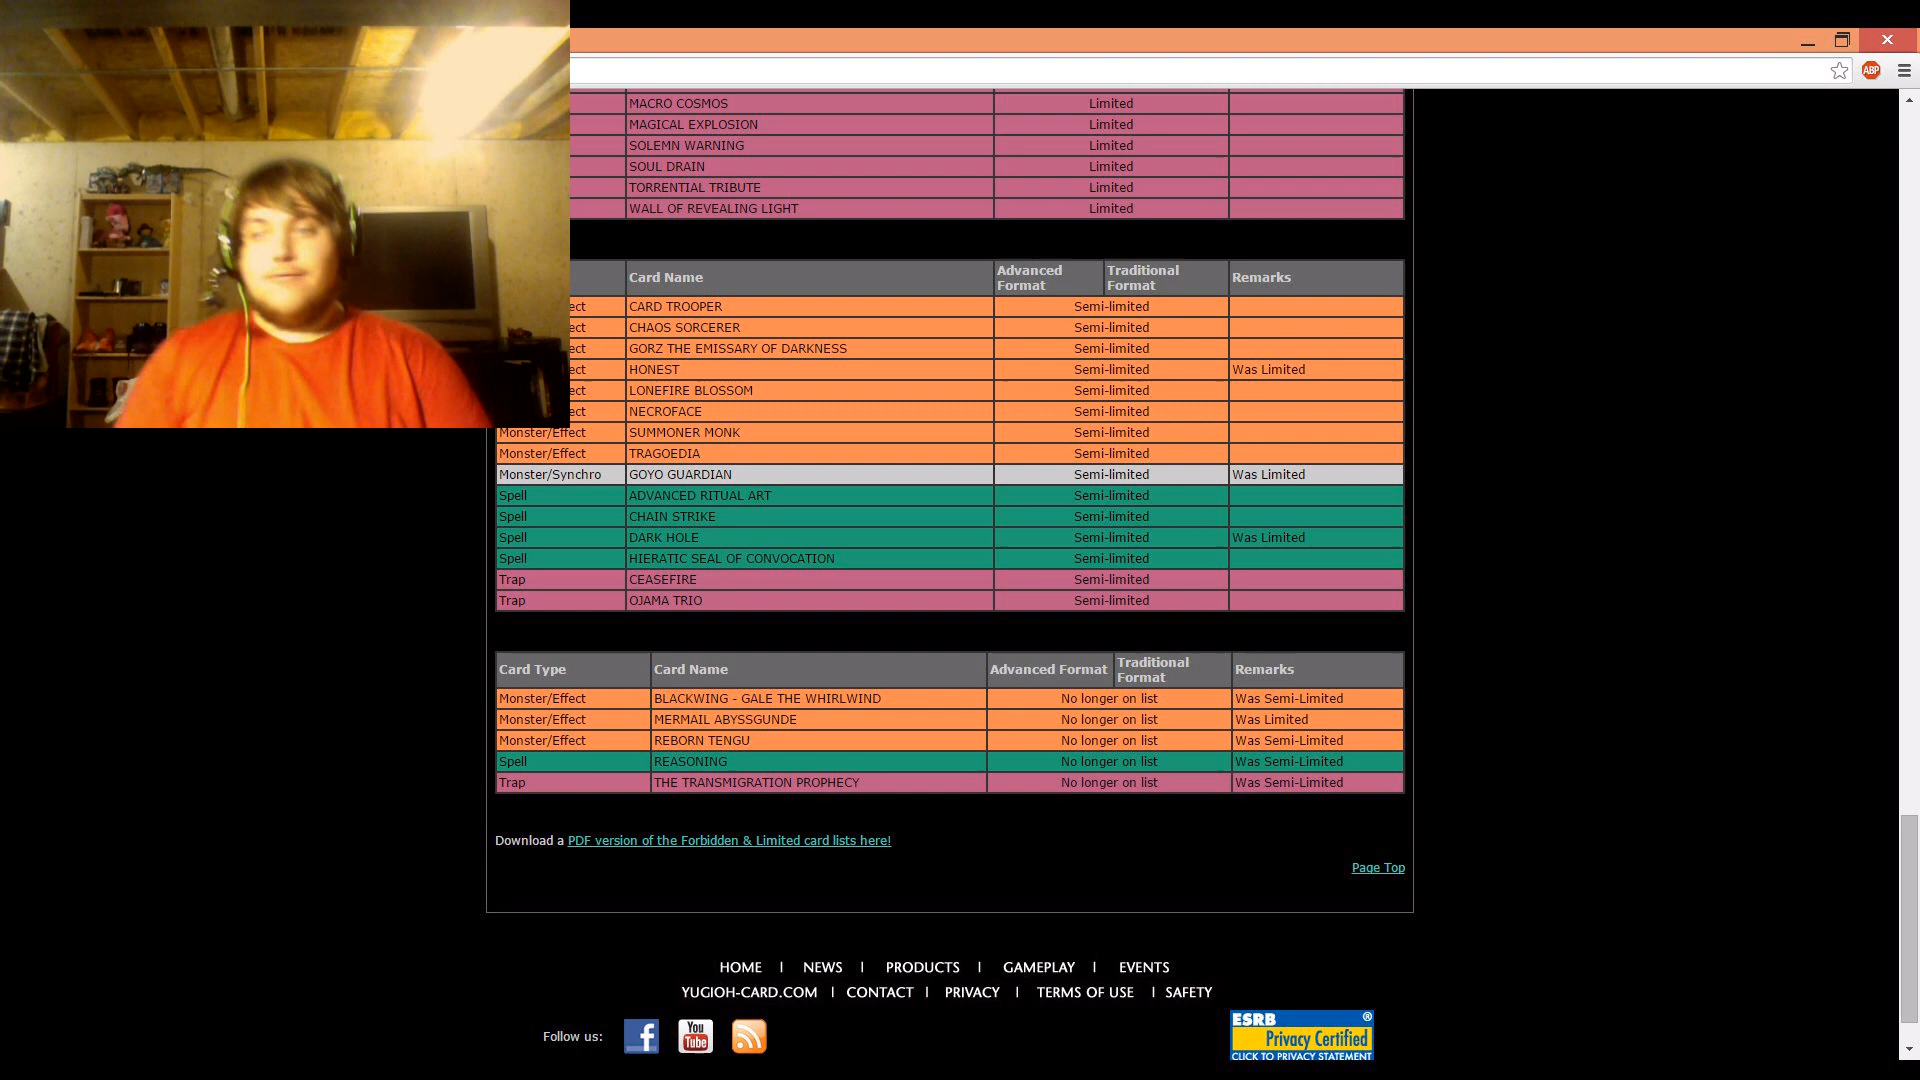 ABP
MACRO COSMOS Limited
MAGICAL EXPLOSION Limited
SOLEMN WARNING Limited
SOUL DRAIN Limited
TORRENTIAL TRIBUTE Limited
WALL OF REVEALING LIGHT Limited
Card Name Advanced Format Traditional Format Remarks
ect CARD TROOPER Semi-limited
ect CHAOS SORCERER Semi-limited
ect GORZ THE EMISSARY OF DARKNESS Semi-limited
ect HONEST Semi-limited Was Limited
ect LONEFIRE BLOSSOM Semi-limited
ect NECROFACE Semi-limited
Monster/Effect SUMMONER MONK Semi-limited
Monster/Effect TRAGOEDIA Semi-limited
Monster/Synchro GOYO GUARDIAN Semi-limited Was Limited
Spell ADVANCED RITUAL ART Semi-limited
Spell CHAIN STRIKE Semi-limited
Spell DARK HOLE Semi-limited Was Limited
Spell HIERATIC SEAL OF CONVOCATION Semi-limited
Trap CEASEFIRE Semi-limited
Trap OJAMA TRIO Semi-limited
Card Type Card Name Advanced Format Traditional Format Remarks
Monster/Effect BLACKWING - GALE THE WHIRLWIND No longer on list Was Semi-Limited
Monster/Effect MERMAIL ABYSSGUNDE No longer on list Was Limited
Monster/Effect REBORN TENGU No longer on list Was Semi-Limited
Spell REASONING No longer on list Was Semi-Limited
Trap THE TRANSMIGRATION PROPHECY No longer on list Was Semi-Limited
Download a PDF version of the Forbidden & Limited card lists here!
Page Top
HOME | NEWS | PRODUCTS | GAMEPLAY | EVENTS
YUGIOH-CARD.COM | CONTACT | PRIVACY | TERMS OF USE | SAFETY
Follow us: f You Tube
ESRB ®
Privacy Certified
CLICK TO PRIVACY STATEMENT